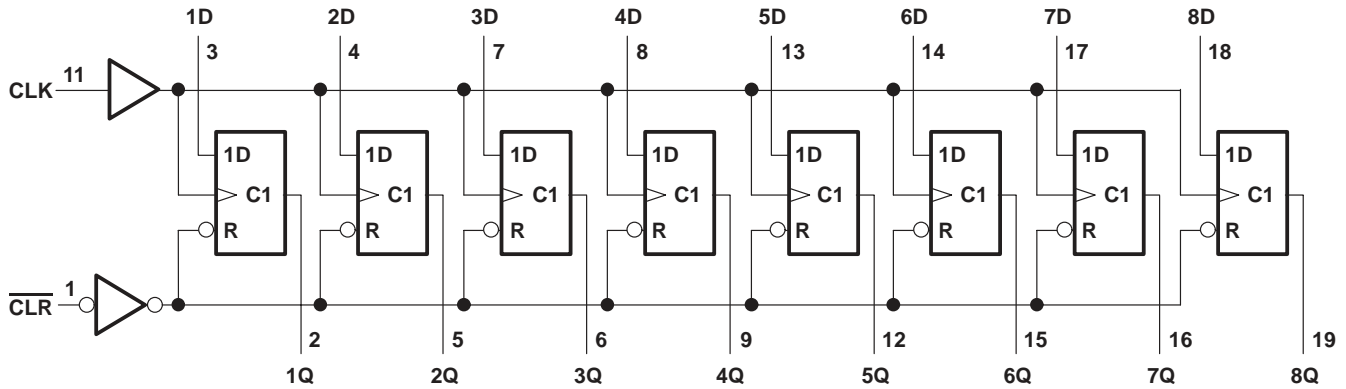 1D 2D 3D 4D 5D 6D 7D 8D
3 4 7 8 13 14 17 18
CLK 11
1D 1D 1D 1D 1D 1D 1D 1D
C1 C1 C1 C1 C1 C1 C1 C1
R R R R R R R R
CLR 1
2 5 6 9 12 15 16 19
1Q 2Q 3Q 4Q 5Q 6Q 7Q 8Q